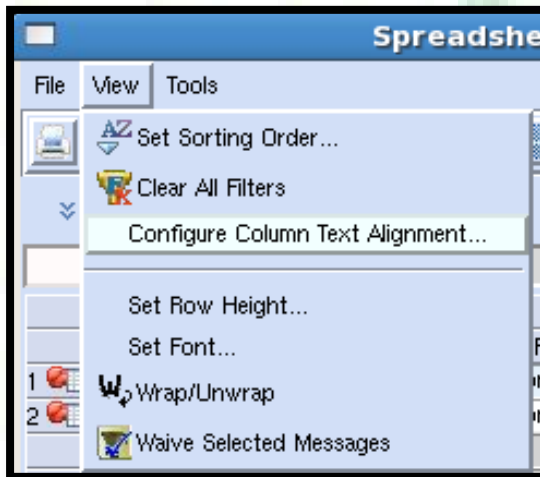 Spreadshe
File View Tools
Set Sorting Order...
Clear All Filters
Configure Column Text Alignment...
Set Row Height...
Set Font...
1
Wrap/Unwrap
2
Waive Selected Messages